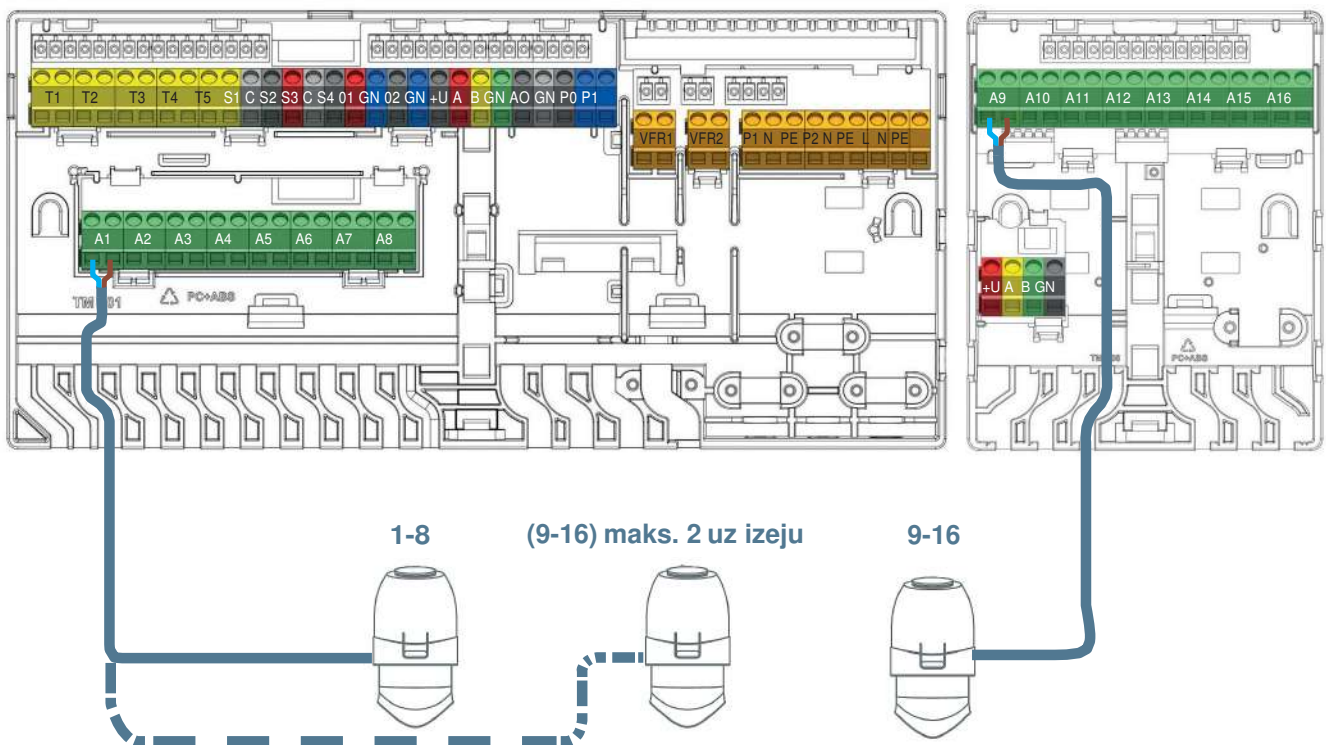 T1 T2 T3 T4 T5 S1 C S2 S3 C S4 01 GN 02 GN +U A B GN AO GN P0 P1
VFR1 VFR2 P1 N PE P2 N PE L N PE
A9 A10 A11 A12 A13 A14 A15 A16
A1 A2 A3 A4 A5 A6 A7 A8
+U A B GN
PC+ABS
PC+ABS
1-8 (9-16) maks. 2 uz izeju 9-16